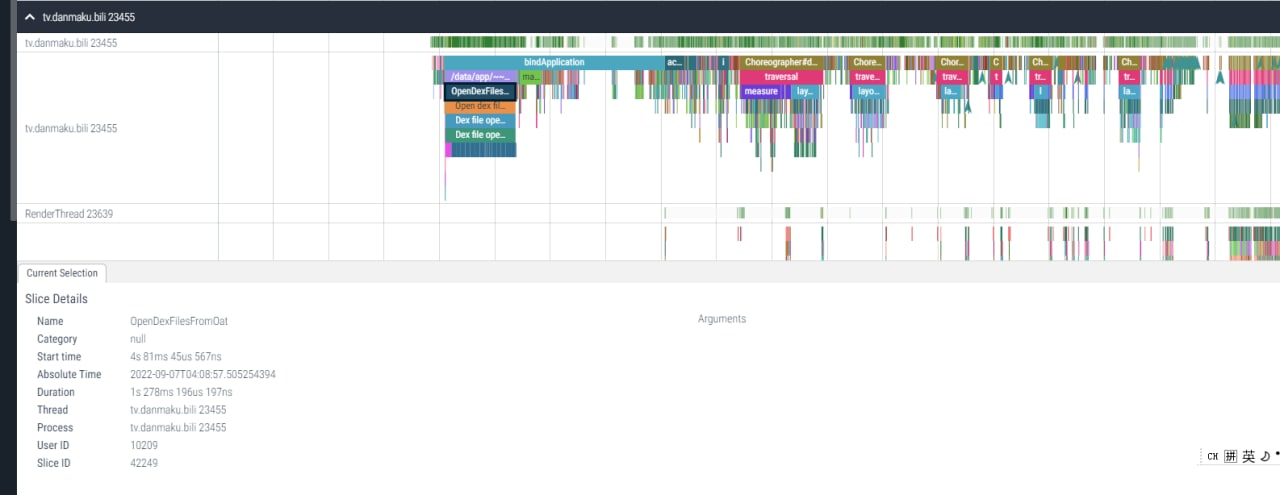 tv.danmaku.bili 23455
tv.danmaku.bili 23455
bindApplication ac... i Choreographer#d... Chore... Chor... C Ch... Ch...
/data/app/~~... ma... traversal trave... trav... t tr... tr...
OpenDexFiles... measure lay... layo... la... l la...
Open dex fil...
Dex file ope...
tv.danmaku.bili 23455
Dex file ope...
RenderThread 23639
Current Selection
Slice Details
Name OpenDexFilesFromOat Arguments
Category null
Start time 4s 81ms 45us 567ns
Absolute Time 2022-09-07T04:08:57.505254394
Duration 1s 278ms 196us 197ns
Thread tv.danmaku.bili 23455
Process tv.danmaku.bili 23455
User ID 10209
CH 拼 英
Slice ID 42249